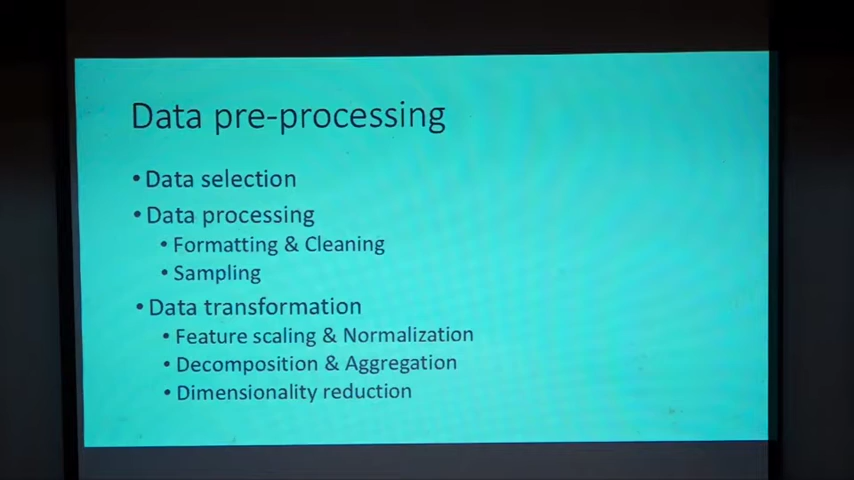 Data pre-processing
• Data selection
• Data processing
• Formatting & Cleaning
• Sampling
• Data transformation
• Feature scaling & Normalization
• Decomposition & Aggregation
• Dimensionality reduction